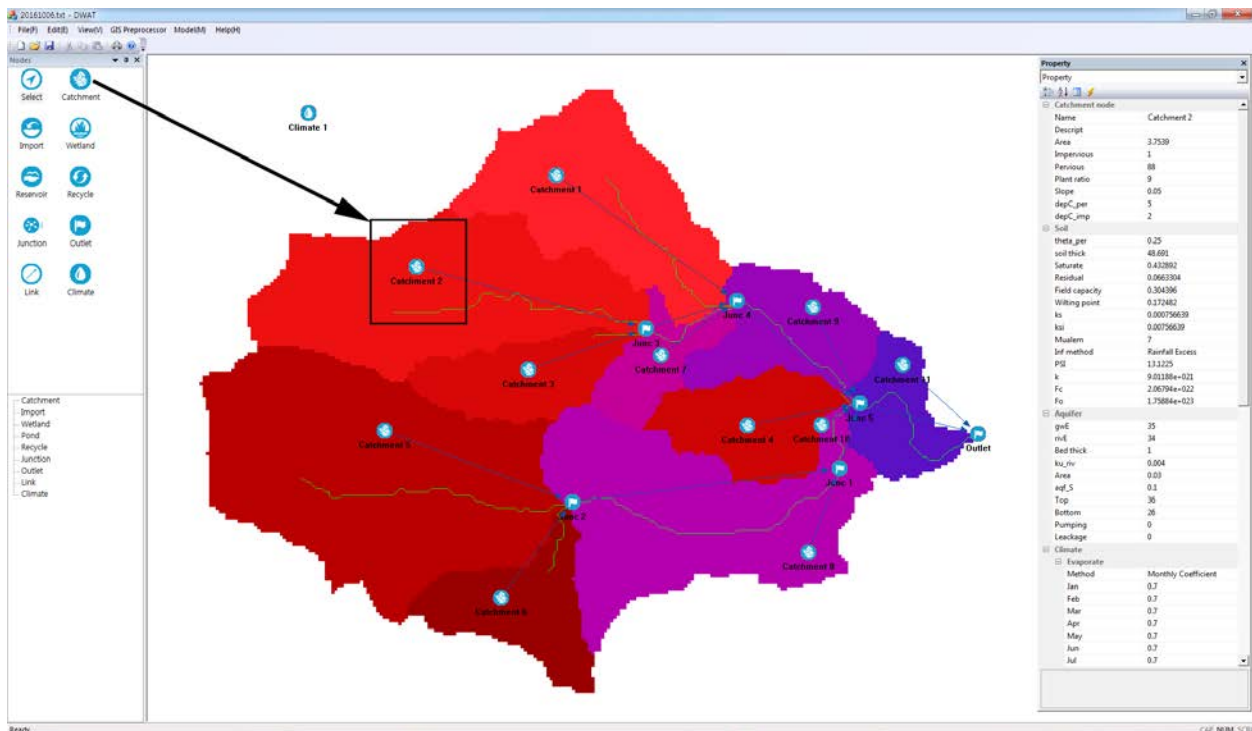 20161006.txt - DWAT
File(F) Edit(E) View(V) GIS Preprocessor Model(M) Help(H)
Nodes
Select Catchment
Import Wetland
Reservoir Recycle
Junction Outlet
Link Climate
Catchment
Import
Wetland
Pond
Recycle
Junction
Outlet
Link
Climate
Climate 1
Catchment 1
Catchment 2
Junc 4
Catchment 9
Junc 3
Catchment 7
Catchment 3
Catchment 11
Junc 5
Catchment 5
Catchment 4
Catchment 10
Outlet
Junc 1
Junc 2
Catchment 8
Catchment 6
Property
Property
Catchment node
Name Catchment 2
Descript
Area 3.7539
Impervious 1
Pervious 88
Plant ratio 9
Slope 0.05
depC_per 5
depC_imp 2
Soil
theta_per 0.25
soil thick 48.691
Saturate 0.432892
Residual 0.0663304
Field capacity 0.304396
Wilting point 0.172482
ks 0.000756639
ksi 0.00756639
Mualem 7
Inf method Rainfall Excess
PSI 13.1225
k 9.01188e+021
Fc 2.06794e+022
Fo 1.75884e+023
Aquifer
gwE 35
rivE 34
Bed thick 1
ku_riv 0.004
Area 0.03
aqf_S 0.1
Top 36
Bottom 26
Pumping 0
Leackage 0
Climate
Evaporate
Method Monthly Coefficient
Jan 0.7
Feb 0.7
Mar 0.7
Apr 0.7
May 0.7
Jun 0.7
Jul 0.7
Ready
CAP NUM SCR